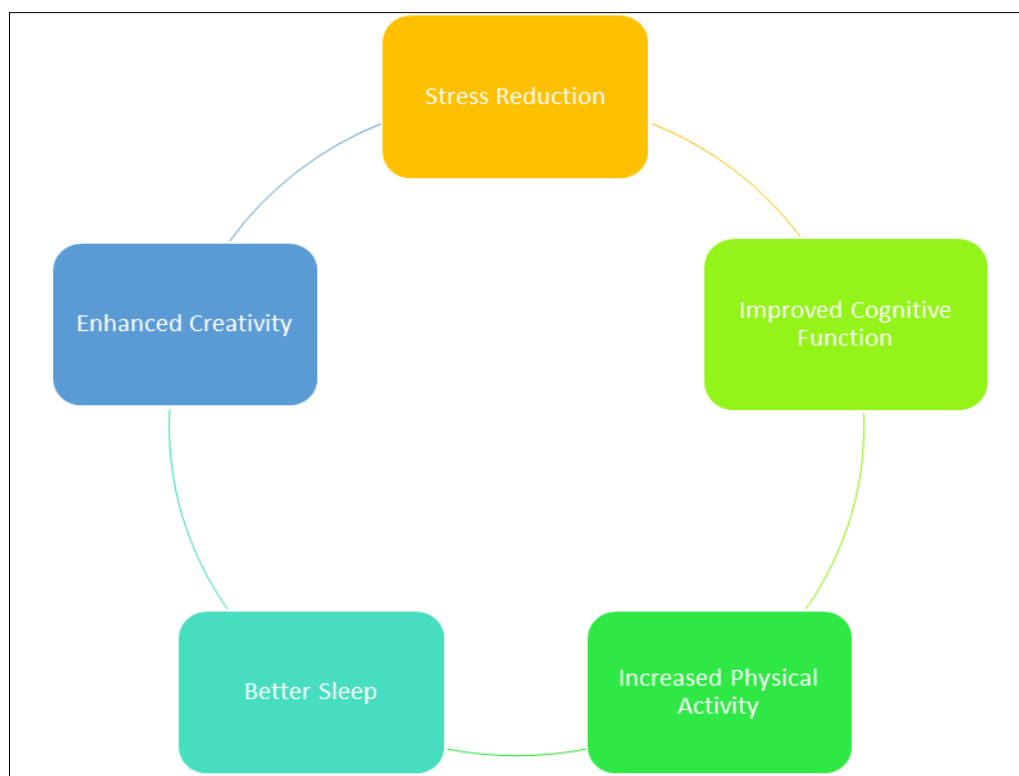 Stress Reduction
Improved Cognitive
Function
Increased Physical
Activity
Better Sleep
Enhanced Creativity